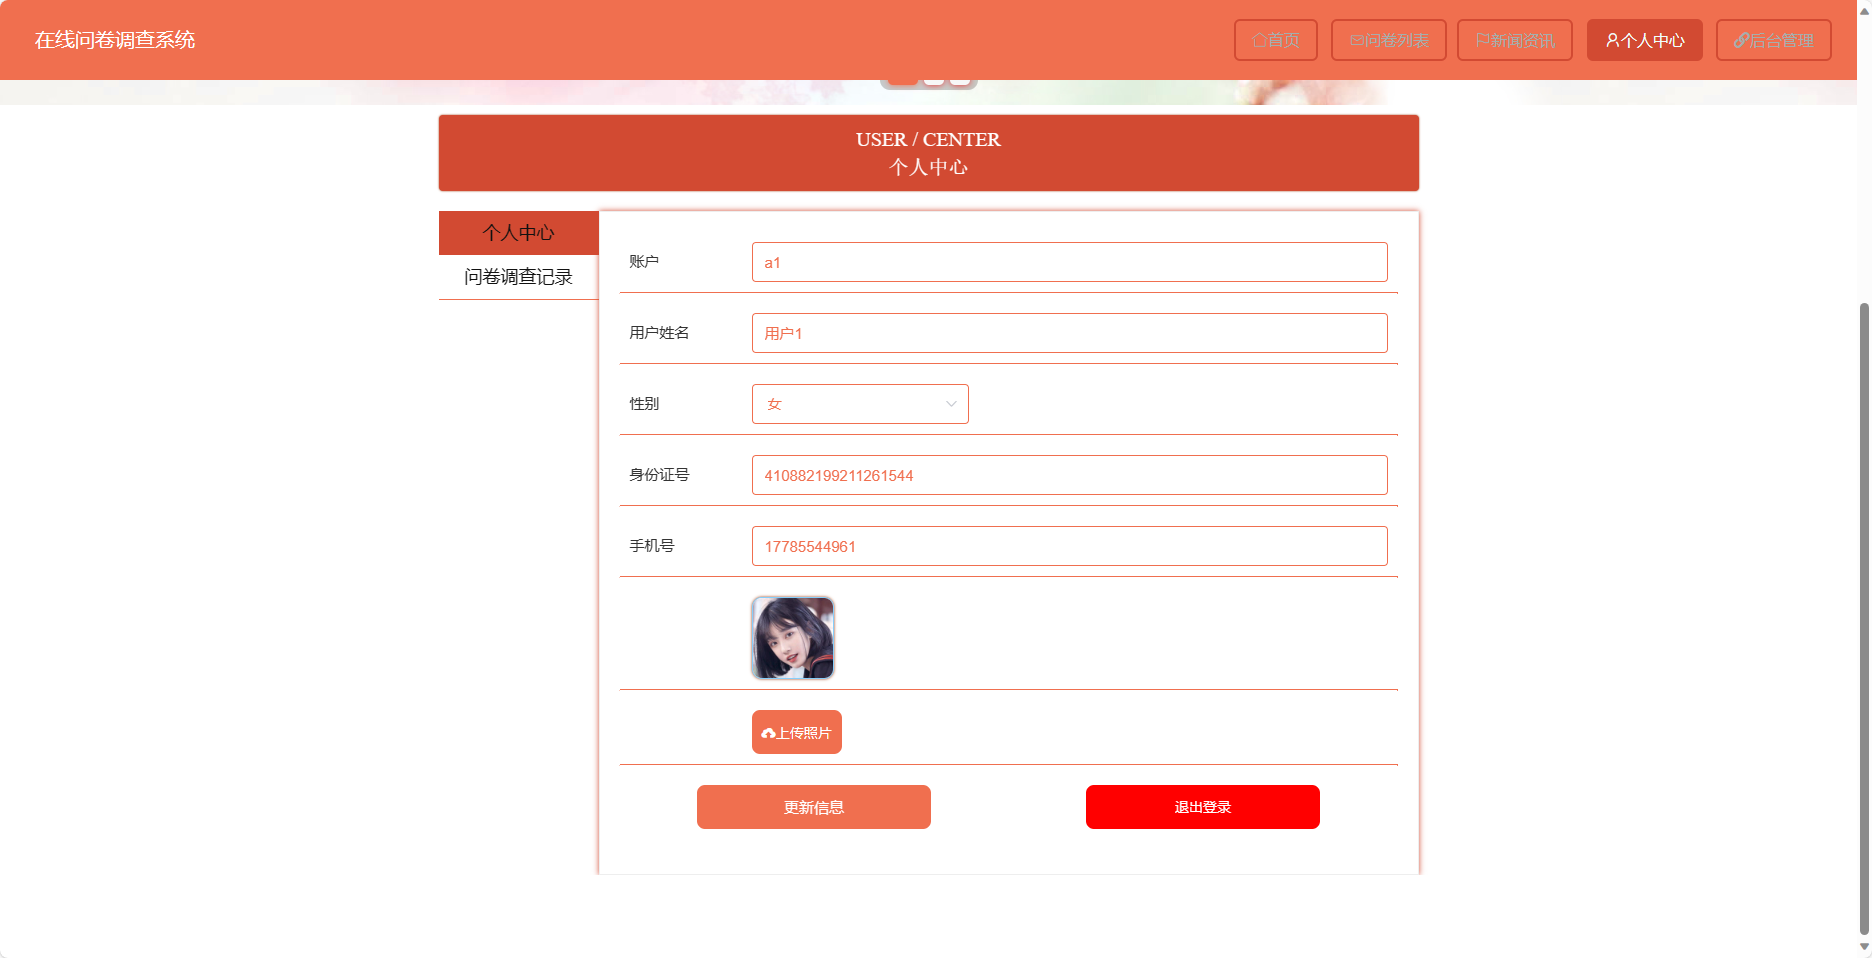 在线问卷调查系统
首页
问卷列表
新闻资讯
个人中心
后台管理
USER / CENTER
个人中心
个人中心
问卷调查记录
账户
a1
用户姓名
用户1
性别
女
身份证号
410882199211261544
手机号
17785544961
上传照片
更新信息
退出登录